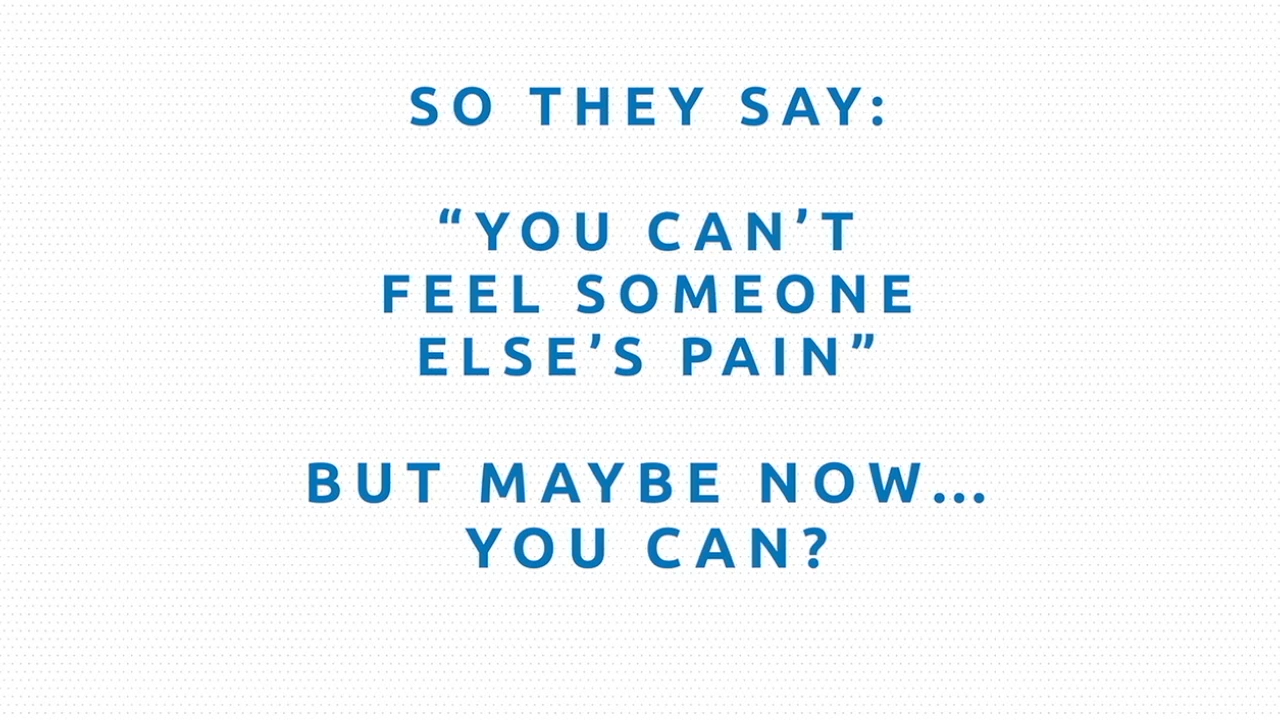 SO THEY SAY:
“YOU CAN’T
FEEL SOMEONE
ELSE’S PAIN”
BUT MAYBE NOW...
YOU CAN?